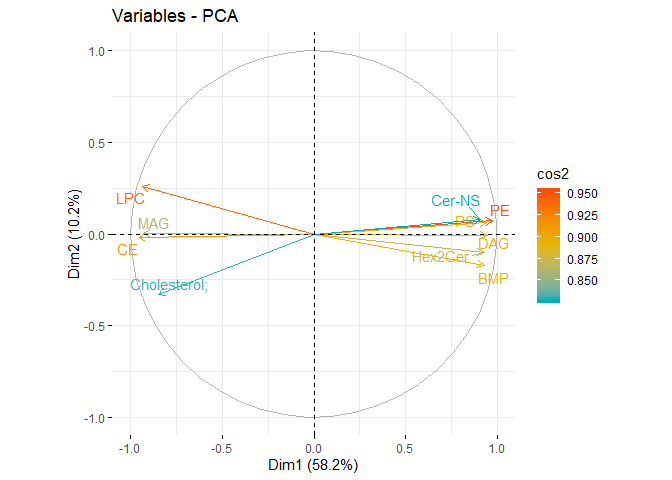 Variables - PCA
1.0
0.5
0.0
-0.5
-1.0
Dim2 (10.2%)
LPC
MAG
CE
Cholesterol;
Cer-NS
PE
PS
DAG
Hex2Cer
BMP
-1.0
-0.5
0.0
0.5
1.0
Dim1 (58.2%)
cos2
0.950
0.925
0.900
0.875
0.850